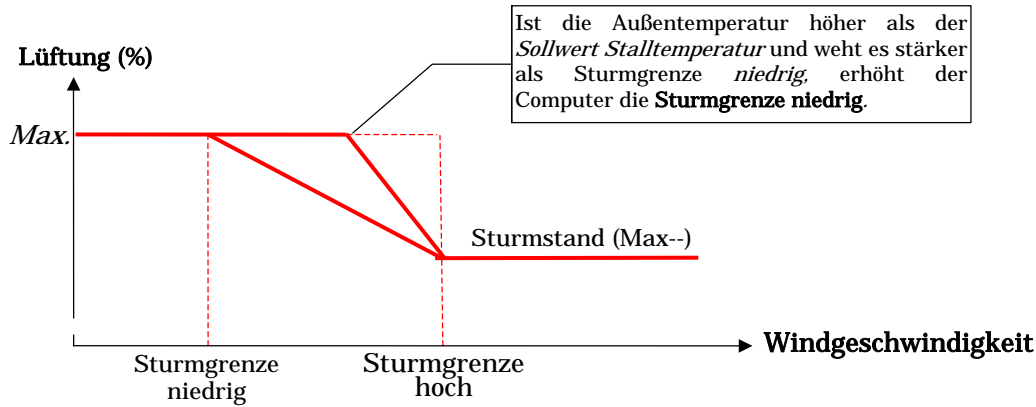 Ist die Außentemperatur höher als der
Sollwert Stalltemperatur und weht es stärker
als Sturmgrenze niedrig, erhöht der
Computer die Sturmgrenze niedrig.
Lüftung (%)
Max.
Sturmstand (Max--)
Windgeschwindigkeit
Sturmgrenze
niedrig
Sturmgrenze
hoch